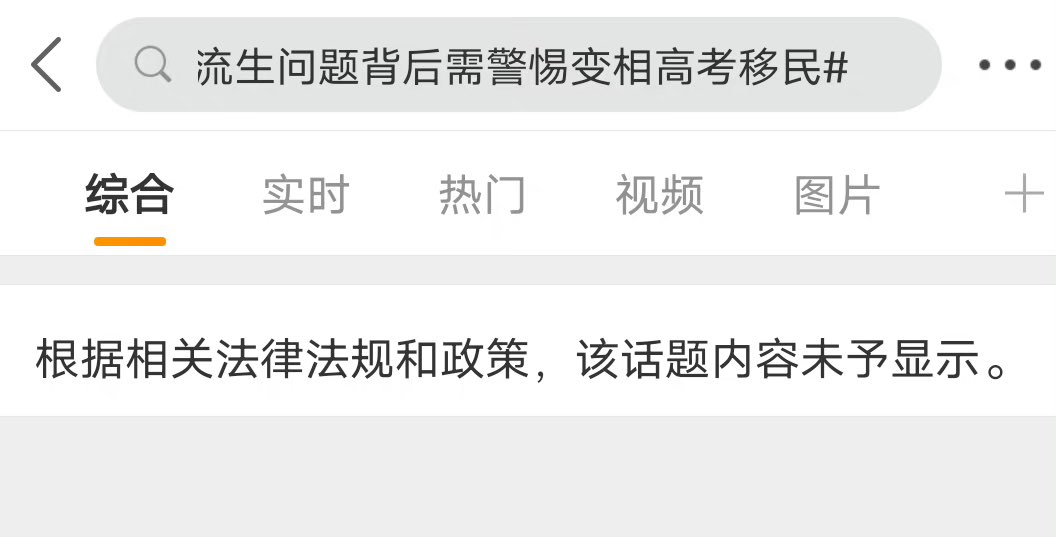 流生问题背后需警惕变相高考移民#
综合 实时 热门 视频 图片
根据相关法律法规和政策，该话题内容未予显示。